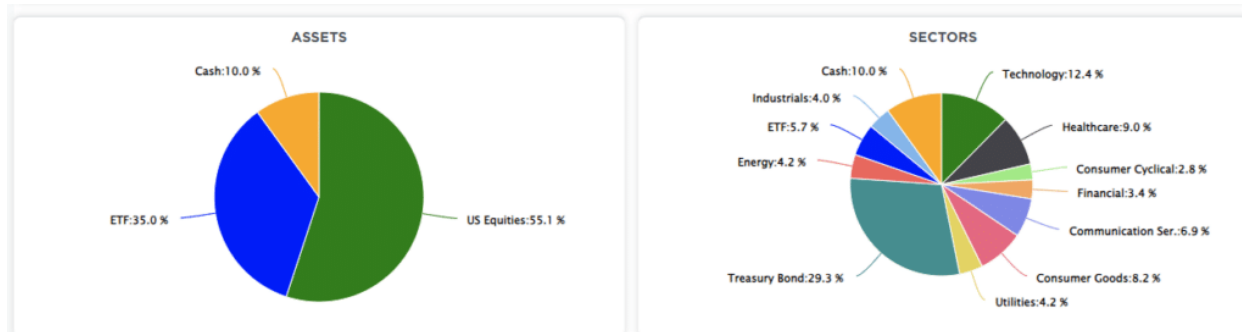 ASSETS
Cash:10.0 %
ETF:35.0 %
US Equities:55.1 %
SECTORS
Cash:10.0 %
Technology:12.4 %
Industrials:4.0 %
ETF:5.7 %
Healthcare:9.0 %
Energy:4.2 %
Consumer Cyclical:2.8 %
Financial:3.4 %
Communication Ser.:6.9 %
Treasury Bond:29.3 %
Consumer Goods:8.2 %
Utilities:4.2 %